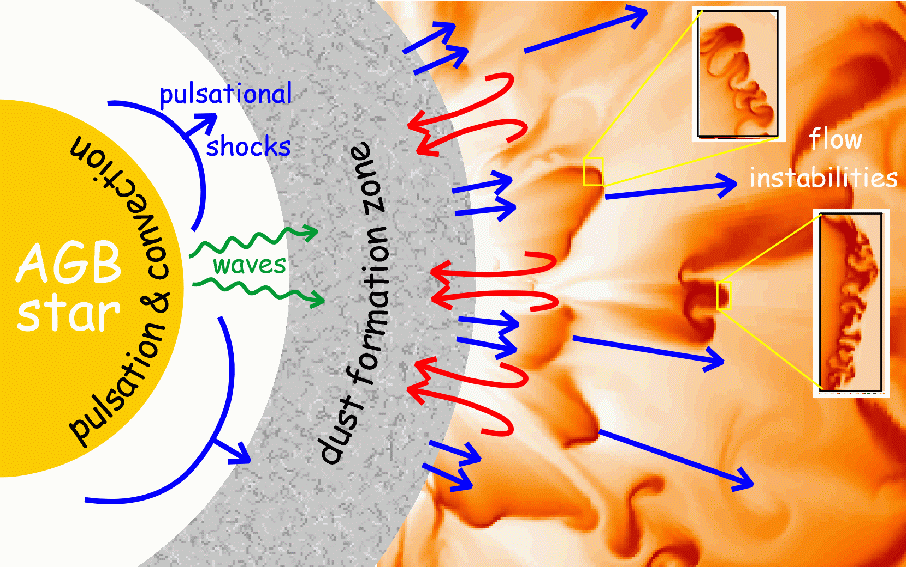 AGB
star
pulsation & convection
pulsational
shocks
waves
dust formation zone
flow
instabilities